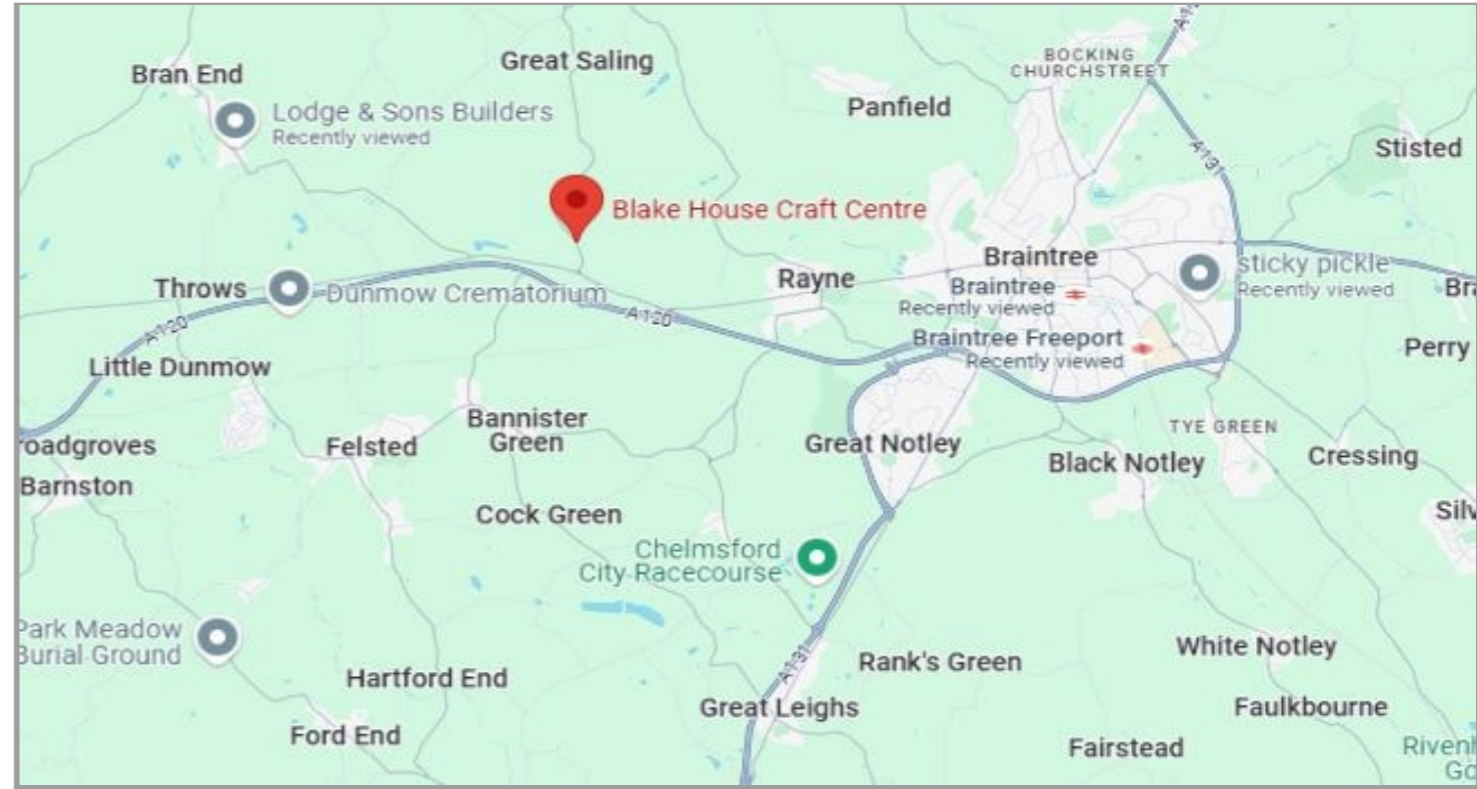 A131
BOCKING
CHURCHSTREET
Great Saling
Bran End
Panfield
Lodge & Sons Builders
Recently viewed
A131
Stisted
Blake House Craft Centre
Braintree
sticky pickle
Recently viewed
Rayne
Braintree
Recently viewed
Throws
Dunmow Crematorium
A120
A120
Braintree Freeport
Recently viewed
Perry
Little Dunmow
Bannister
Green
TYE GREEN
roadgroves
Felsted
Great Notley
Black Notley
Cressing
Barnston
Cock Green
Chelmsford
City Racecourse
Park Meadow
Burial Ground
White Notley
Rank's Green
A131
Hartford End
Great Leighs
Faulkbourne
Ford End
Fairstead